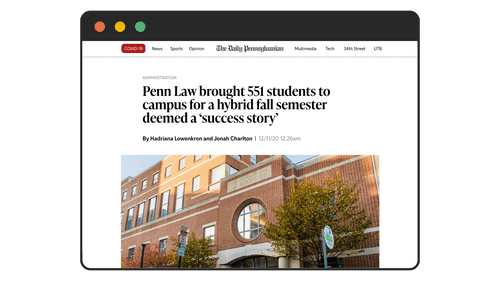 COVID-19 News Sports Opinion The Daily Pennsylvanian Multimedia Tech 34th Street UTB
ADMINISTRATION
Penn Law brought 551 students to
campus for a hybrid fall semester
deemed a ‘success story’
By Hadriana Lowenkron and Jonah Charlton | 12/11/20 12:26am